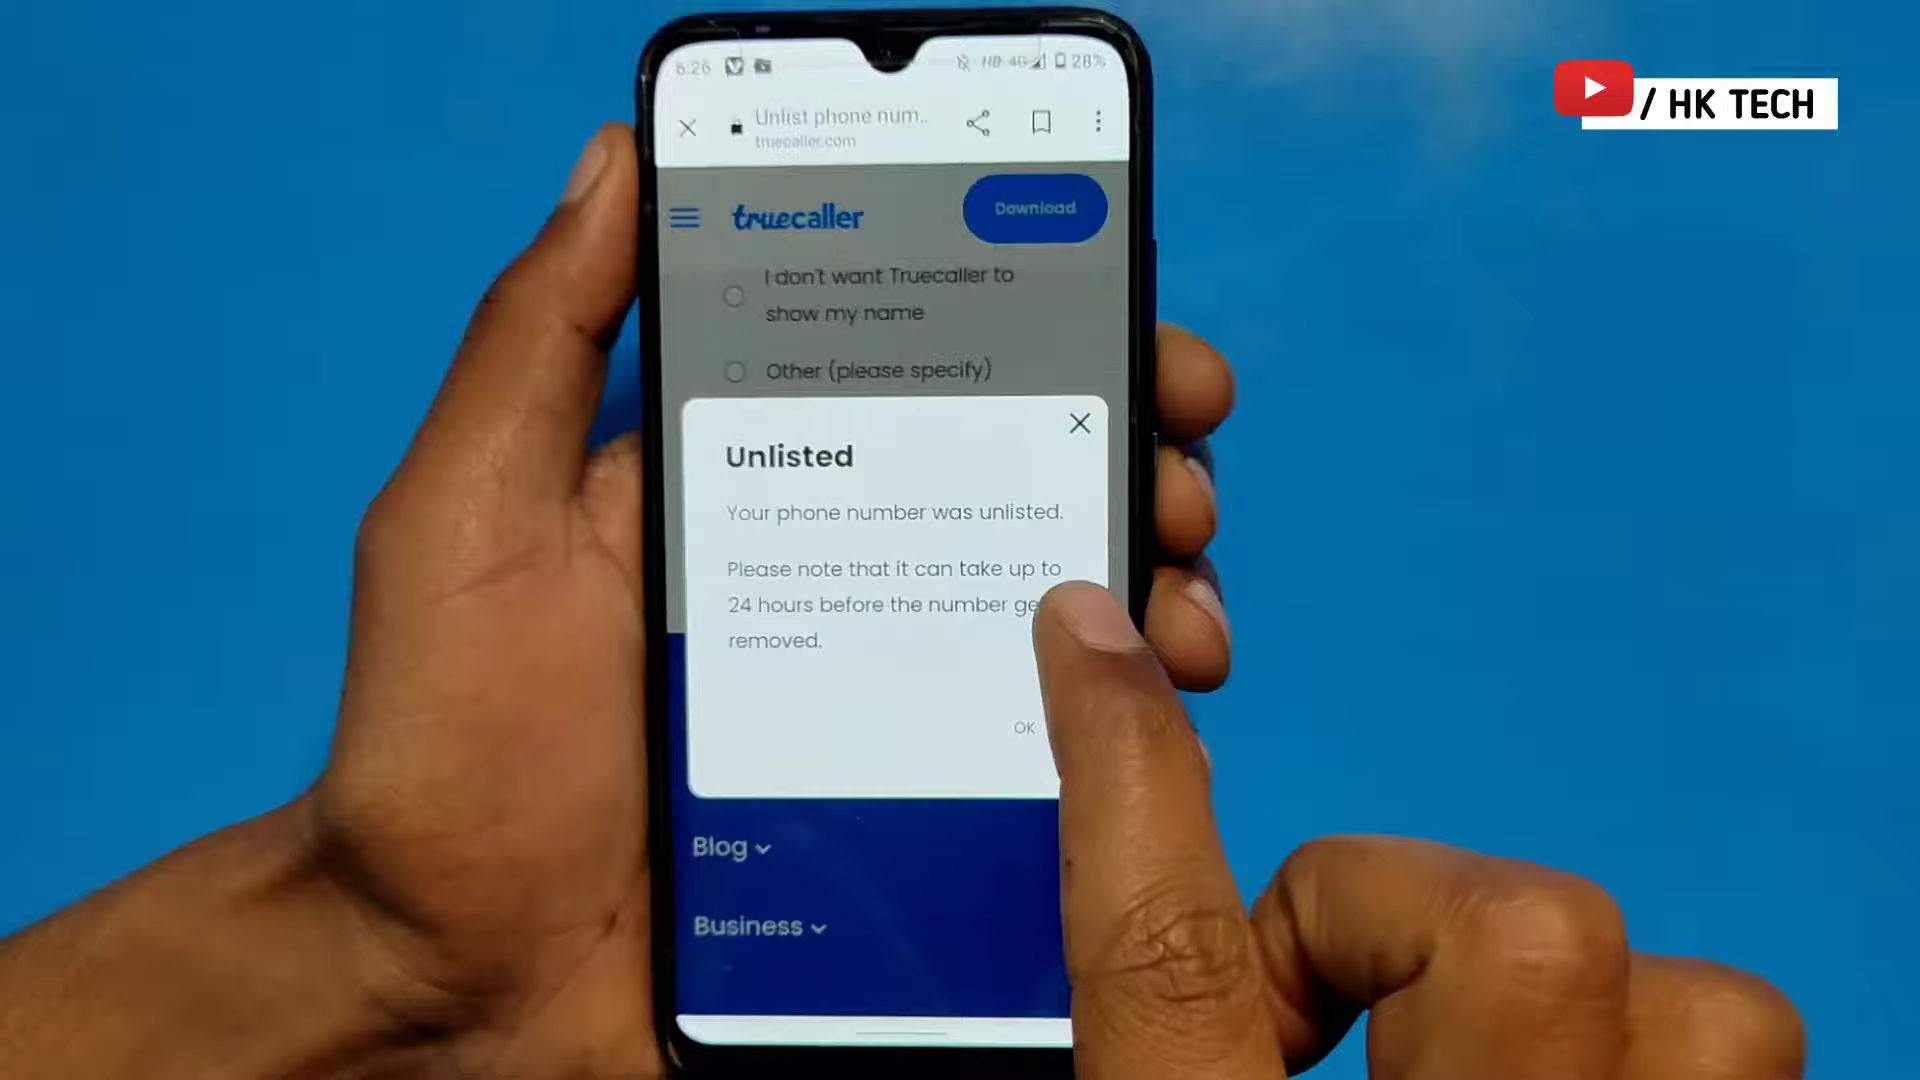 6:26 HD 4G 28%
/ HK TECH
Unlist phone num..
truecaller.com
truecaller
Download
I don't want Truecaller to
show my name
Other (please specify)
Unlisted
Your phone number was unlisted.
Please note that it can take up to
24 hours before the number ge
removed.
OK
Blog
Business